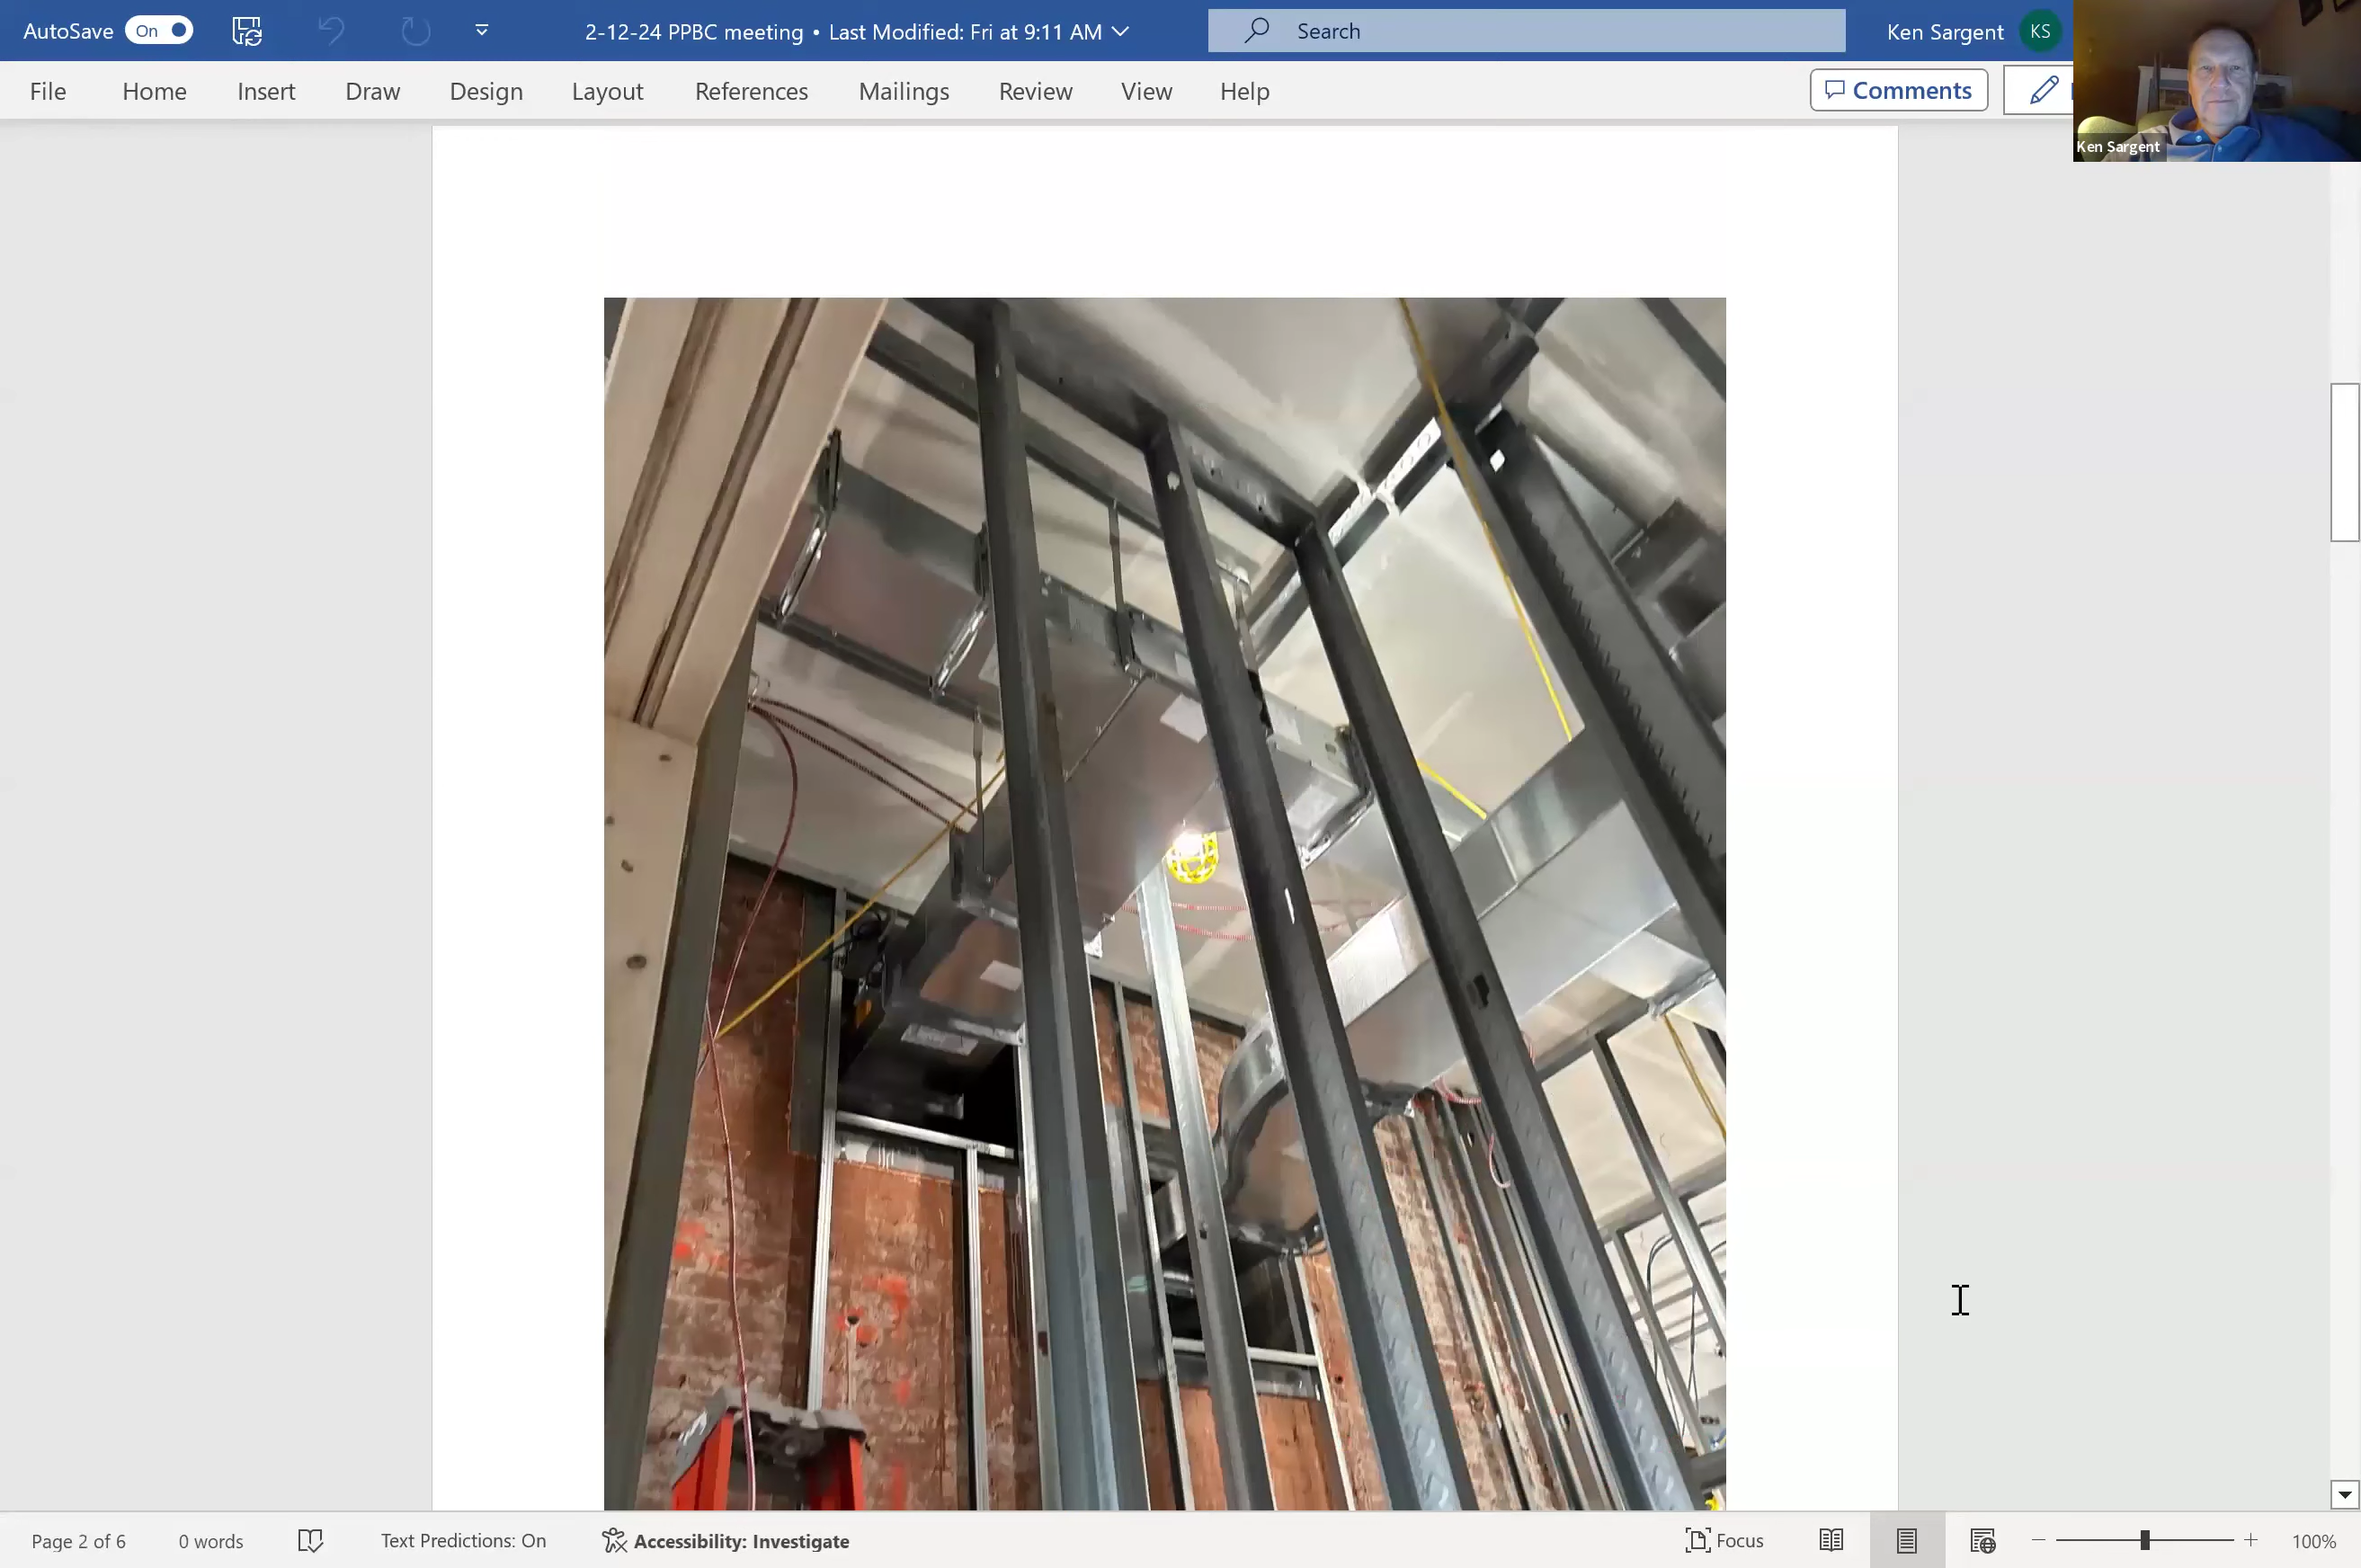 AutoSave On 2-12-24 PPBC meeting • Last Modified: Fri at 9:11 AM Search Ken Sargent KS
File Home Insert Draw Design Layout References Mailings Review View Help Comments
Ken Sargent
Page 2 of 6 0 words Text Predictions: On Accessibility: Investigate Focus 100%